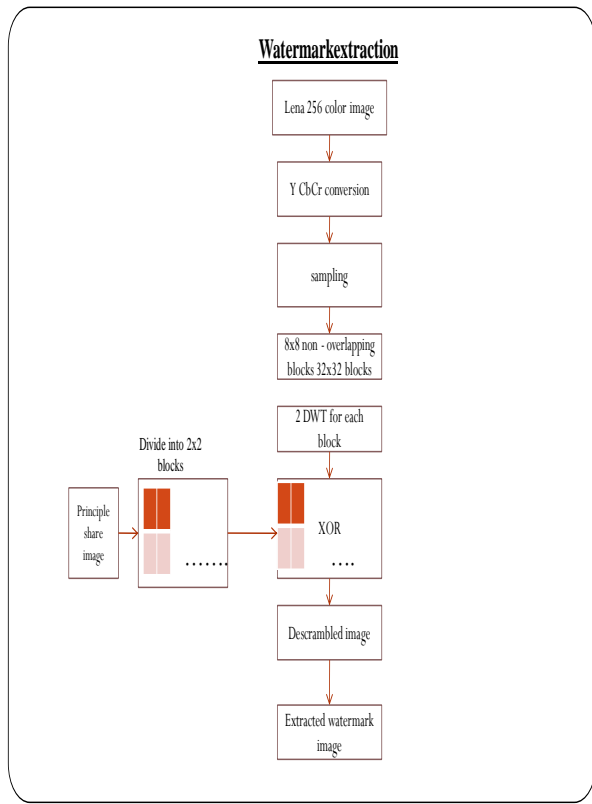 Watermarkextraction
Lena 256 color image
Y CbCr conversion
sampling
8x8 non - overlapping
blocks 32x32 blocks
2 DWT for each
block
Divide into 2x2
blocks
Principle
share
image
.......
XOR
....
Descrambled image
Extracted watermark
image